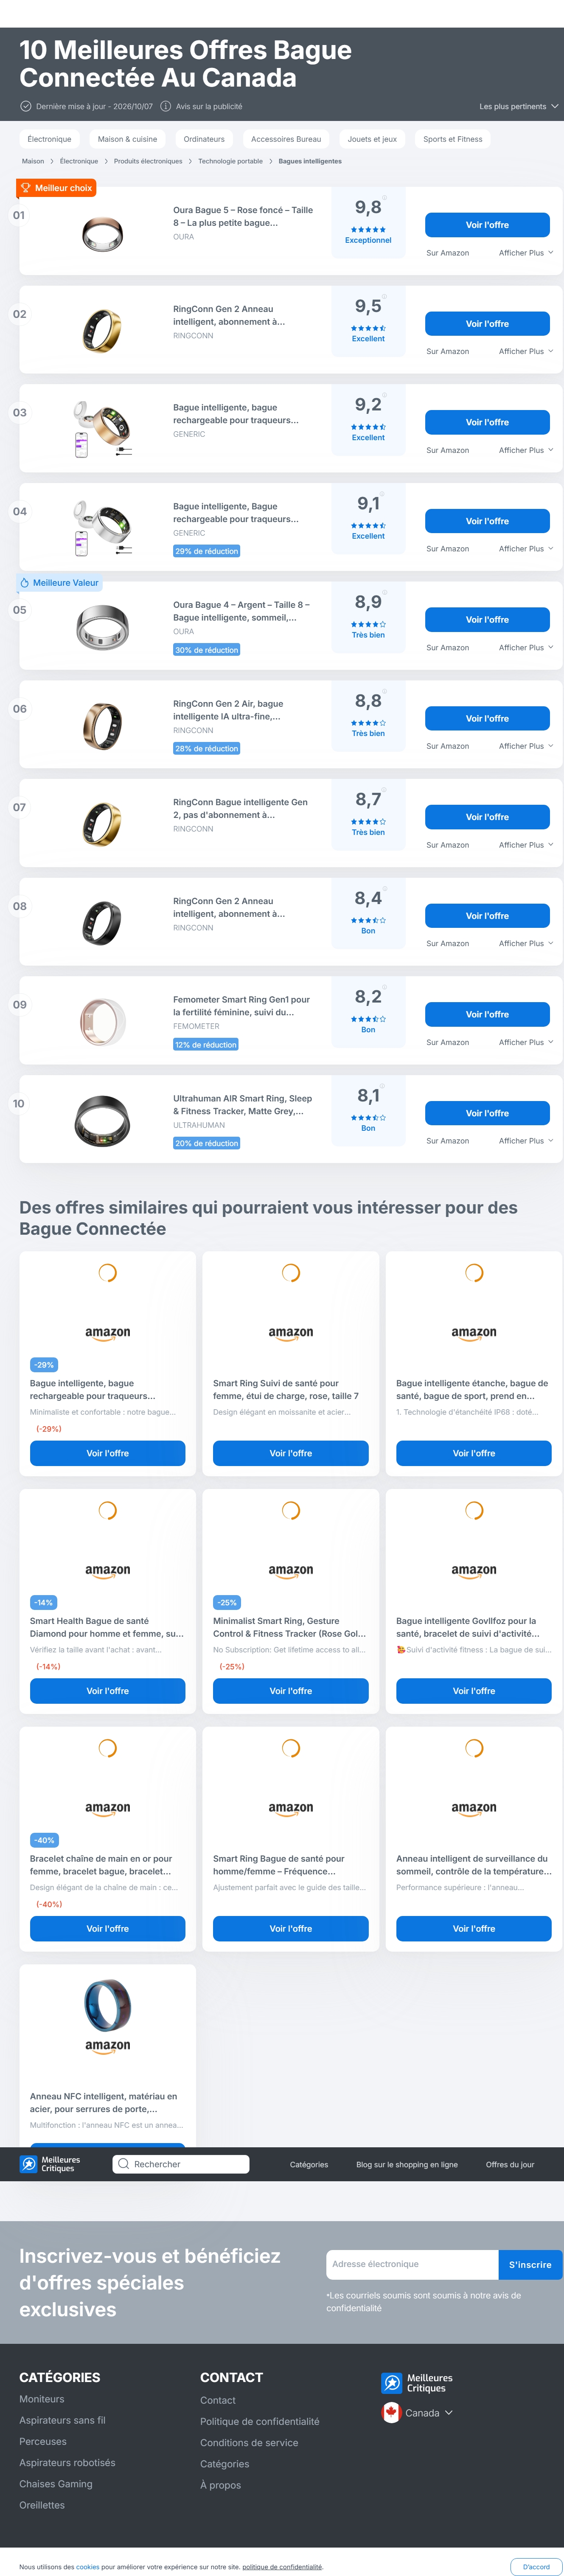 10 Meilleures Offres Bague
Connectée Au Canada
Dernière mise à jour - 2026/10/07
Avis sur la publicité
Les plus pertinents
Électronique
Maison & cuisine
Ordinateurs
Accessoires Bureau
Jouets et jeux
Sports et Fitness
Maison > Électronique > Produits électroniques > Technologie portable > Bagues intelligentes
Meilleur choix
01
Oura Bague 5 – Rose foncé – Taille
8 – La plus petite bague...
OURA
9,8
Exceptionnel
Voir l'offre
Sur Amazon
Afficher Plus
02
RingConn Gen 2 Anneau
intelligent, abonnement à...
RINGCONN
9,5
Excellent
Voir l'offre
Sur Amazon
Afficher Plus
03
Bague intelligente, bague
rechargeable pour traqueurs...
GENERIC
9,2
Excellent
Voir l'offre
Sur Amazon
Afficher Plus
04
Bague intelligente, Bague
rechargeable pour traqueurs...
GENERIC
29% de réduction
9,1
Excellent
Voir l'offre
Sur Amazon
Afficher Plus
Meilleure Valeur
05
Oura Bague 4 – Argent – Taille 8 –
Bague intelligente, sommeil,...
OURA
30% de réduction
8,9
Très bien
Voir l'offre
Sur Amazon
Afficher Plus
06
RingConn Gen 2 Air, bague
intelligente IA ultra-fine,...
RINGCONN
28% de réduction
8,8
Très bien
Voir l'offre
Sur Amazon
Afficher Plus
07
RingConn Bague intelligente Gen
2, pas d'abonnement à...
RINGCONN
8,7
Très bien
Voir l'offre
Sur Amazon
Afficher Plus
08
RingConn Gen 2 Anneau
intelligent, abonnement à...
RINGCONN
8,4
Bon
Voir l'offre
Sur Amazon
Afficher Plus
09
Femometer Smart Ring Gen1 pour
la fertilité féminine, suivi du...
FEMOMETER
12% de réduction
8,2
Bon
Voir l'offre
Sur Amazon
Afficher Plus
10
Ultrahuman AIR Smart Ring, Sleep
& Fitness Tracker, Matte Grey,...
ULTRAHUMAN
20% de réduction
8,1
Bon
Voir l'offre
Sur Amazon
Afficher Plus
Des offres similaires qui pourraient vous intéresser pour des
Bague Connectée
amazon
-29%
Bague intelligente, bague
rechargeable pour traqueurs...
Minimaliste et confortable : notre bague...
(-29%)
Voir l'offre
amazon
Smart Ring Suivi de santé pour
femme, étui de charge, rose, taille 7
Design élégant en moissanite et acier...
Voir l'offre
amazon
Bague intelligente étanche, bague de
santé, bague de sport, prend en...
1. Technologie d'étanchéité IP68 : doté...
Voir l'offre
amazon
-14%
Smart Health Bague de santé
Diamond pour homme et femme, su...
Vérifiez la taille avant l'achat : avant...
(-14%)
Voir l'offre
amazon
-25%
Minimalist Smart Ring, Gesture
Control & Fitness Tracker (Rose Gol...
No Subscription: Get lifetime access to all...
(-25%)
Voir l'offre
amazon
Bague intelligente Govllfoz pour la
santé, bracelet de suivi d'activité...
Suivi d'activité fitness : La bague de sui...
Voir l'offre
amazon
-40%
Bracelet chaîne de main en or pour
femme, bracelet bague, bracelet...
Design élégant de la chaîne de main : ce...
(-40%)
Voir l'offre
amazon
Smart Ring Bague de santé pour
homme/femme – Fréquence...
Ajustement parfait avec le guide des taille...
Voir l'offre
amazon
Anneau intelligent de surveillance du
sommeil, contrôle de la température...
Performance supérieure : l'anneau...
Voir l'offre
amazon
Anneau NFC intelligent, matériau en
acier, pour serrures de porte,...
Multifonction : l'anneau NFC est un annea...
Meilleures
Critiques
Rechercher
Catégories
Blog sur le shopping en ligne
Offres du jour
Inscrivez-vous et bénéficiez
d'offres spéciales
exclusives
Adresse électronique
S'inscrire
*Les courriels soumis sont soumis à notre avis de
confidentialité
CATÉGORIES
Moniteurs
Aspirateurs sans fil
Perceuses
Aspirateurs robotisés
Chaises Gaming
Oreillettes
CONTACT
Contact
Politique de confidentialité
Conditions de service
Catégories
À propos
Meilleures
Critiques
Canada
Nous utilisons des cookies pour améliorer votre expérience sur notre site. politique de confidentialité.
D'accord